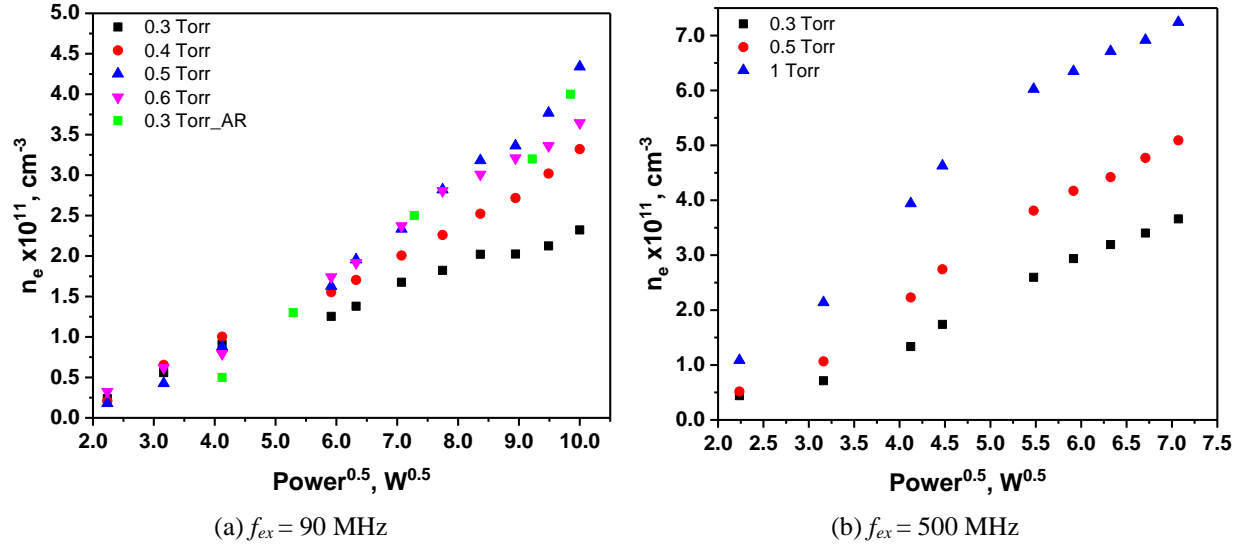 5.0
4.5
4.0
3.5
3.0
2.5
2.0
1.5
1.0
0.5
0.0
n_e x10^11, cm^-3
0.3 Torr
0.4 Torr
0.5 Torr
0.6 Torr
0.3 Torr_AR
2.0 3.0 4.0 5.0 6.0 7.0 8.0 9.0 10.0
Power^0.5, W^0.5
(a) f_ex = 90 MHz
7.0
6.0
5.0
4.0
3.0
2.0
1.0
0.0
n_e x10^11, cm^-3
0.3 Torr
0.5 Torr
1 Torr
2.0 2.5 3.0 3.5 4.0 4.5 5.0 5.5 6.0 6.5 7.0 7.5
Power^0.5, W^0.5
(b) f_ex = 500 MHz